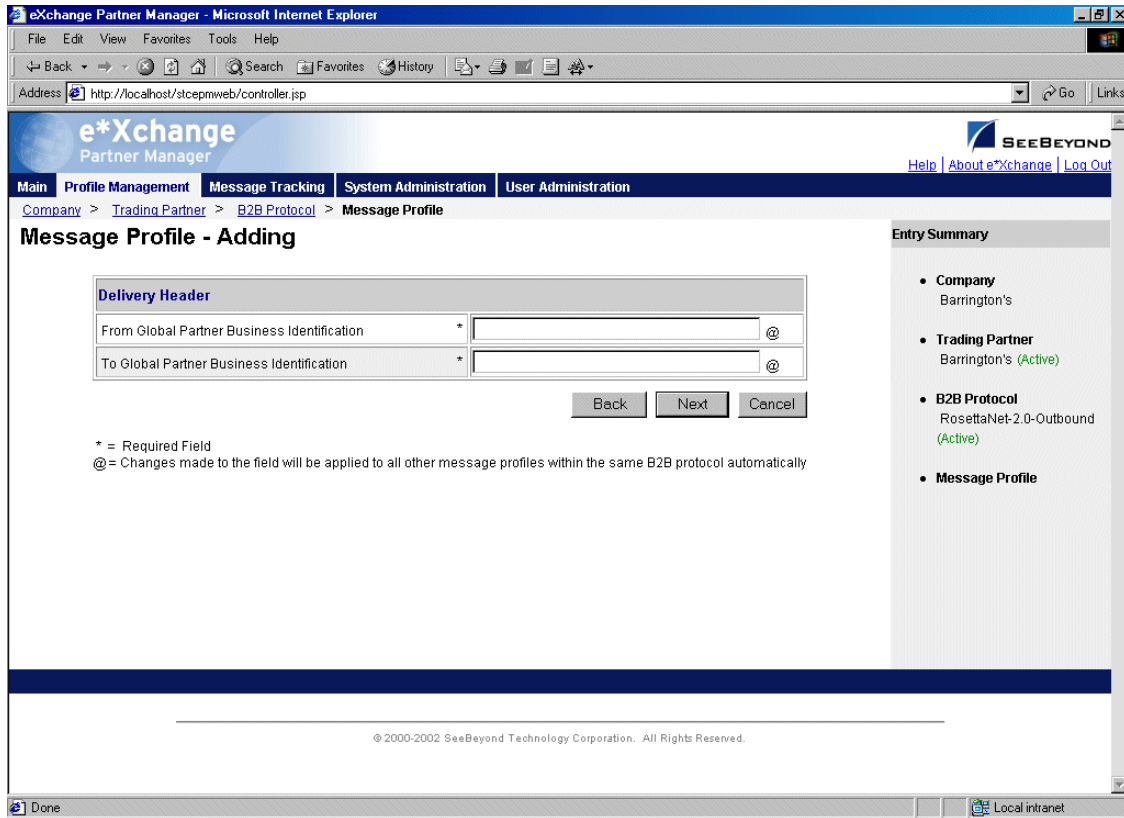 eXchange Partner Manager - Microsoft Internet Explorer
File Edit View Favorites Tools Help
Back Search Favorites History
Address http://localhost/stcepmweb/controller.jsp Go Links
e*Xchange
Partner Manager
SEEBEYOND
Help | About e*Xchange | Log Out
Main Profile Management Message Tracking System Administration User Administration
Company > Trading Partner > B2B Protocol > Message Profile
Message Profile - Adding
Delivery Header
From Global Partner Business Identification * @
To Global Partner Business Identification * @
Back Next Cancel
* = Required Field
@ = Changes made to the field will be applied to all other message profiles within the same B2B protocol automatically
Entry Summary
• Company
Barrington's
• Trading Partner
Barrington's (Active)
• B2B Protocol
RosettaNet-2.0-Outbound
(Active)
• Message Profile
© 2000-2002 SeeBeyond Technology Corporation. All Rights Reserved.
Done Local intranet